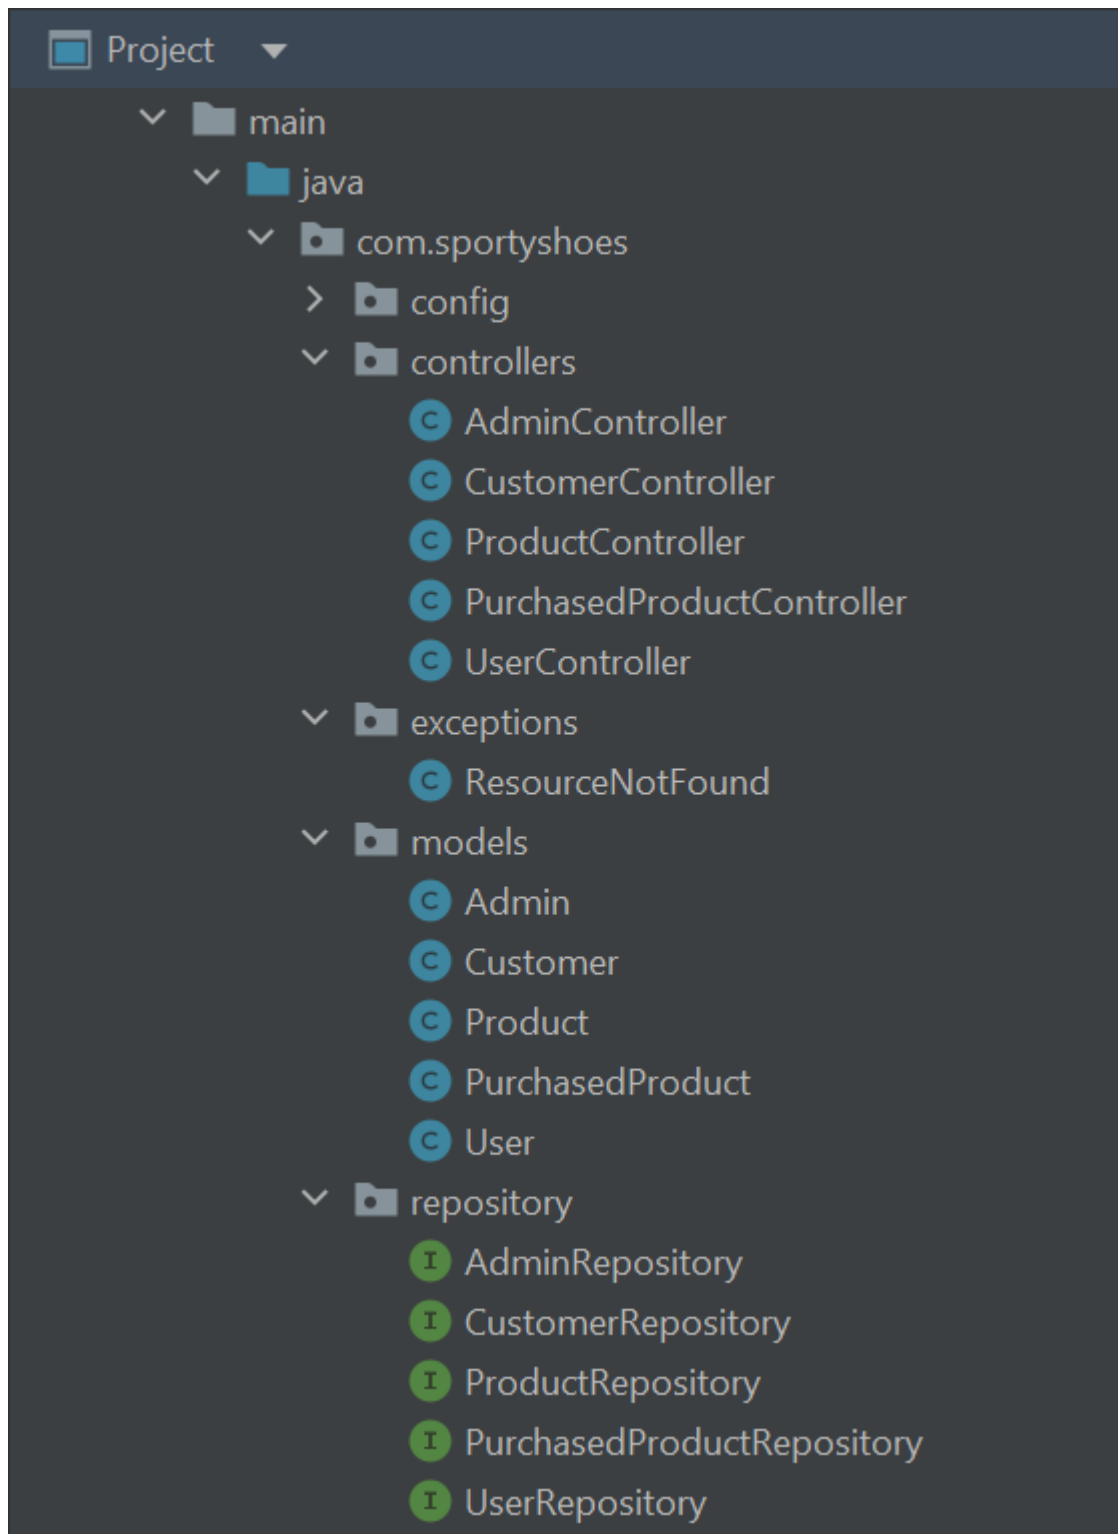 Project
main
java
com.sportyshoes
config
controllers
AdminController
CustomerController
ProductController
PurchasedProductController
UserController
exceptions
ResourceNotFound
models
Admin
Customer
Product
PurchasedProduct
User
repository
AdminRepository
CustomerRepository
ProductRepository
PurchasedProductRepository
UserRepository